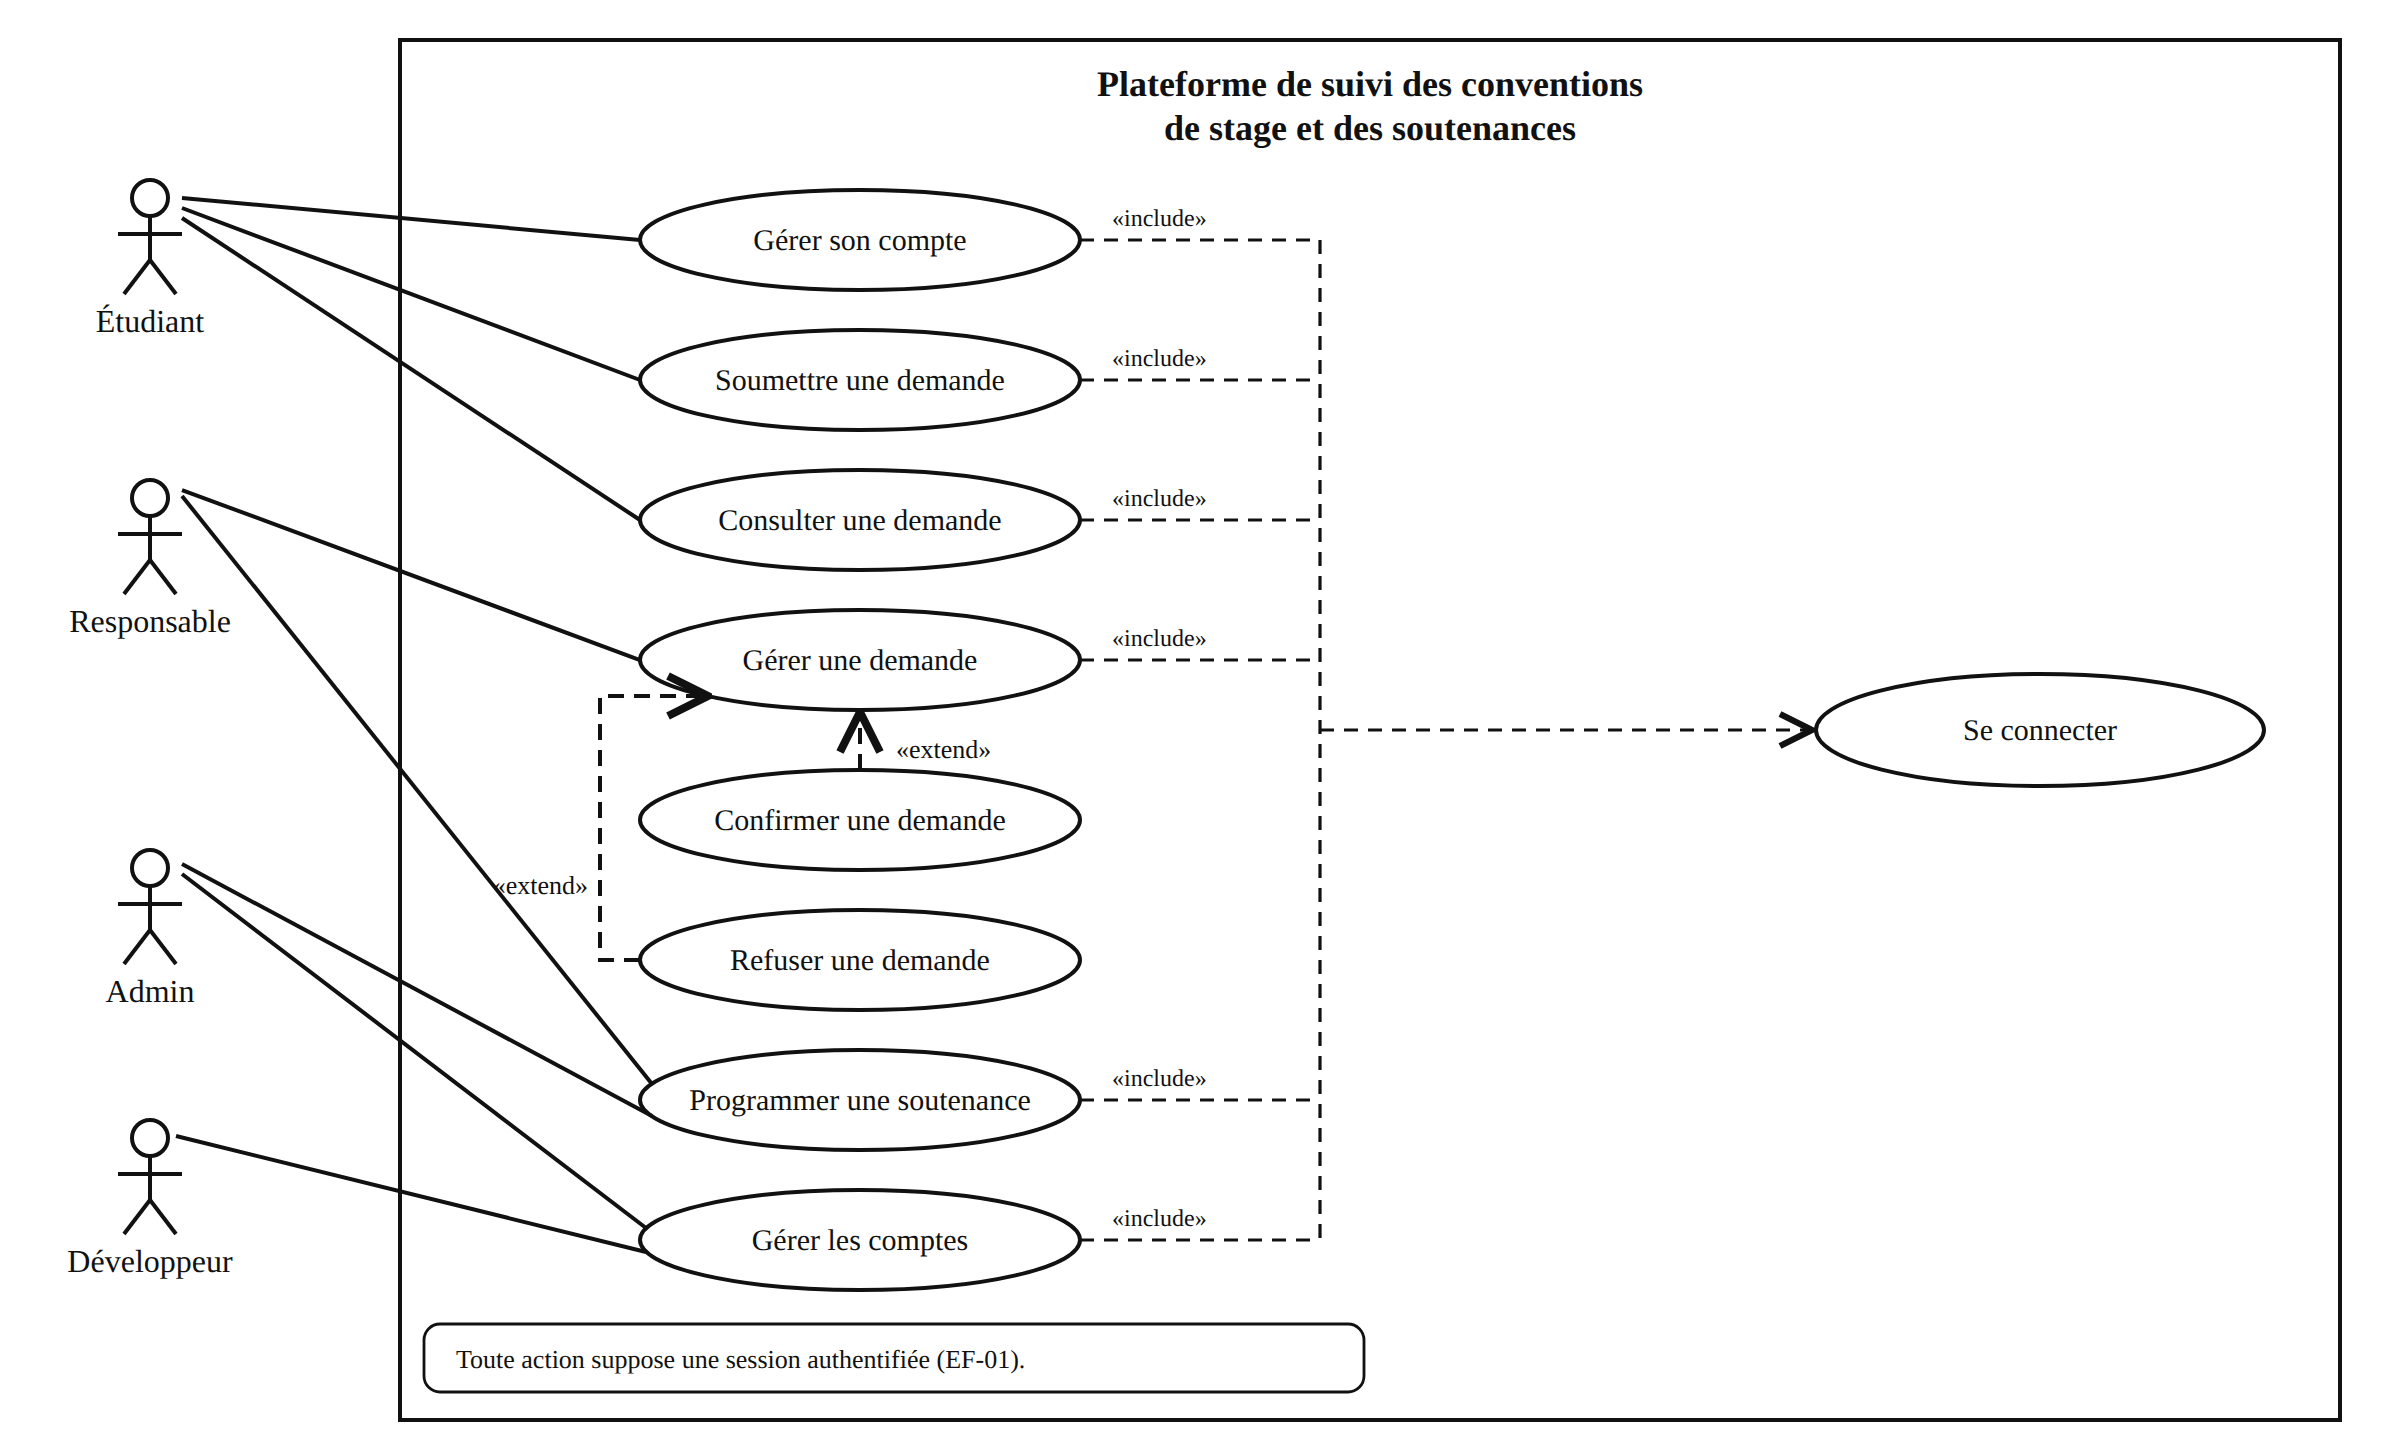 Plateforme de suivi des conventions
de stage et des soutenances
Étudiant
Responsable
Admin
Développeur
Gérer son compte
«include»
Soumettre une demande
«include»
Consulter une demande
«include»
Gérer une demande
«include»
«extend»
Confirmer une demande
«extend»
Refuser une demande
Programmer une soutenance
«include»
Gérer les comptes
«include»
Se connecter
Toute action suppose une session authentifiée (EF-01).